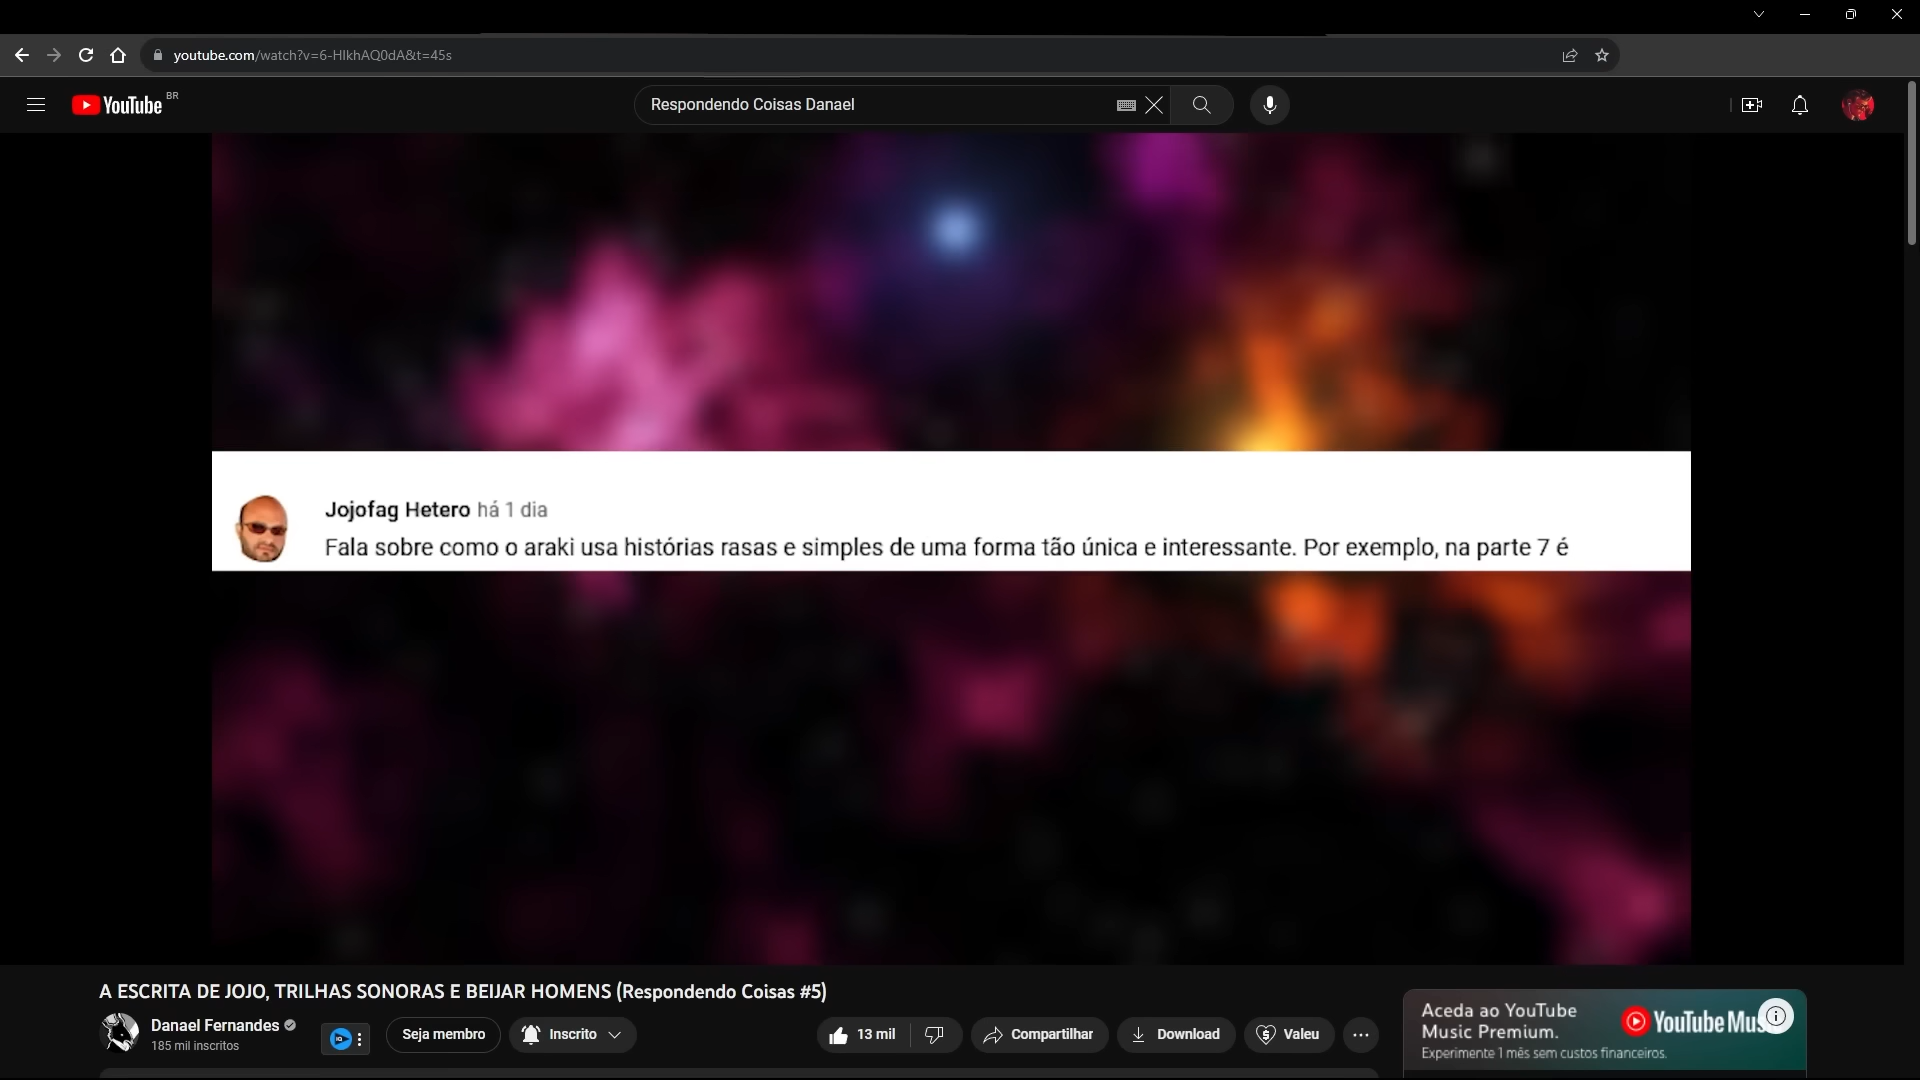 youtube.com/watch?v=6-HIkhAQ0dA&t=45s
YouTube BR
Respondendo Coisas Danael
Jojofag Hetero há 1 dia
Fala sobre como o araki usa histórias rasas e simples de uma forma tão única e interessante. Por exemplo, na parte 7 é
A ESCRITA DE JOJO, TRILHAS SONORAS E BEIJAR HOMENS (Respondendo Coisas #5)
Danael Fernandes
185 mil inscritos
Seja membro
Inscrito
13 mil
Compartilhar
Download
Valeu
Aceda ao YouTube
Music Premium.
Experimente 1 mês sem custos financeiros.
YouTube Mus